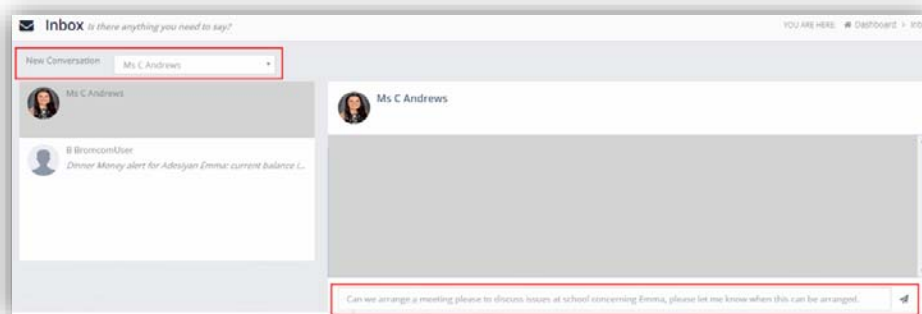 Inbox Is there anything you need to say?
YOU ARE HERE: Dashboard > Inb
New Conversation Ms C Andrews
Ms C Andrews
B BromcomUser
Dinner Money alert for Adesiyan Emma: current balance i...
Ms C Andrews
Can we arrange a meeting please to discuss issues at school concerning Emma, please let me know when this can be arranged.